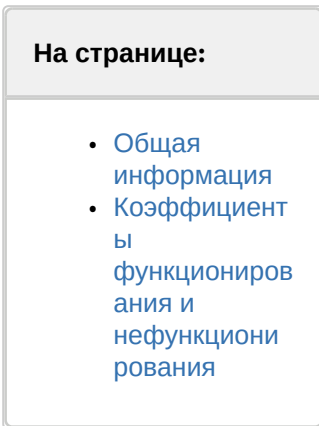 На странице:
• Общая
информация
• Коэффициент
ы
функциониров
ания и
нефункциони
рования